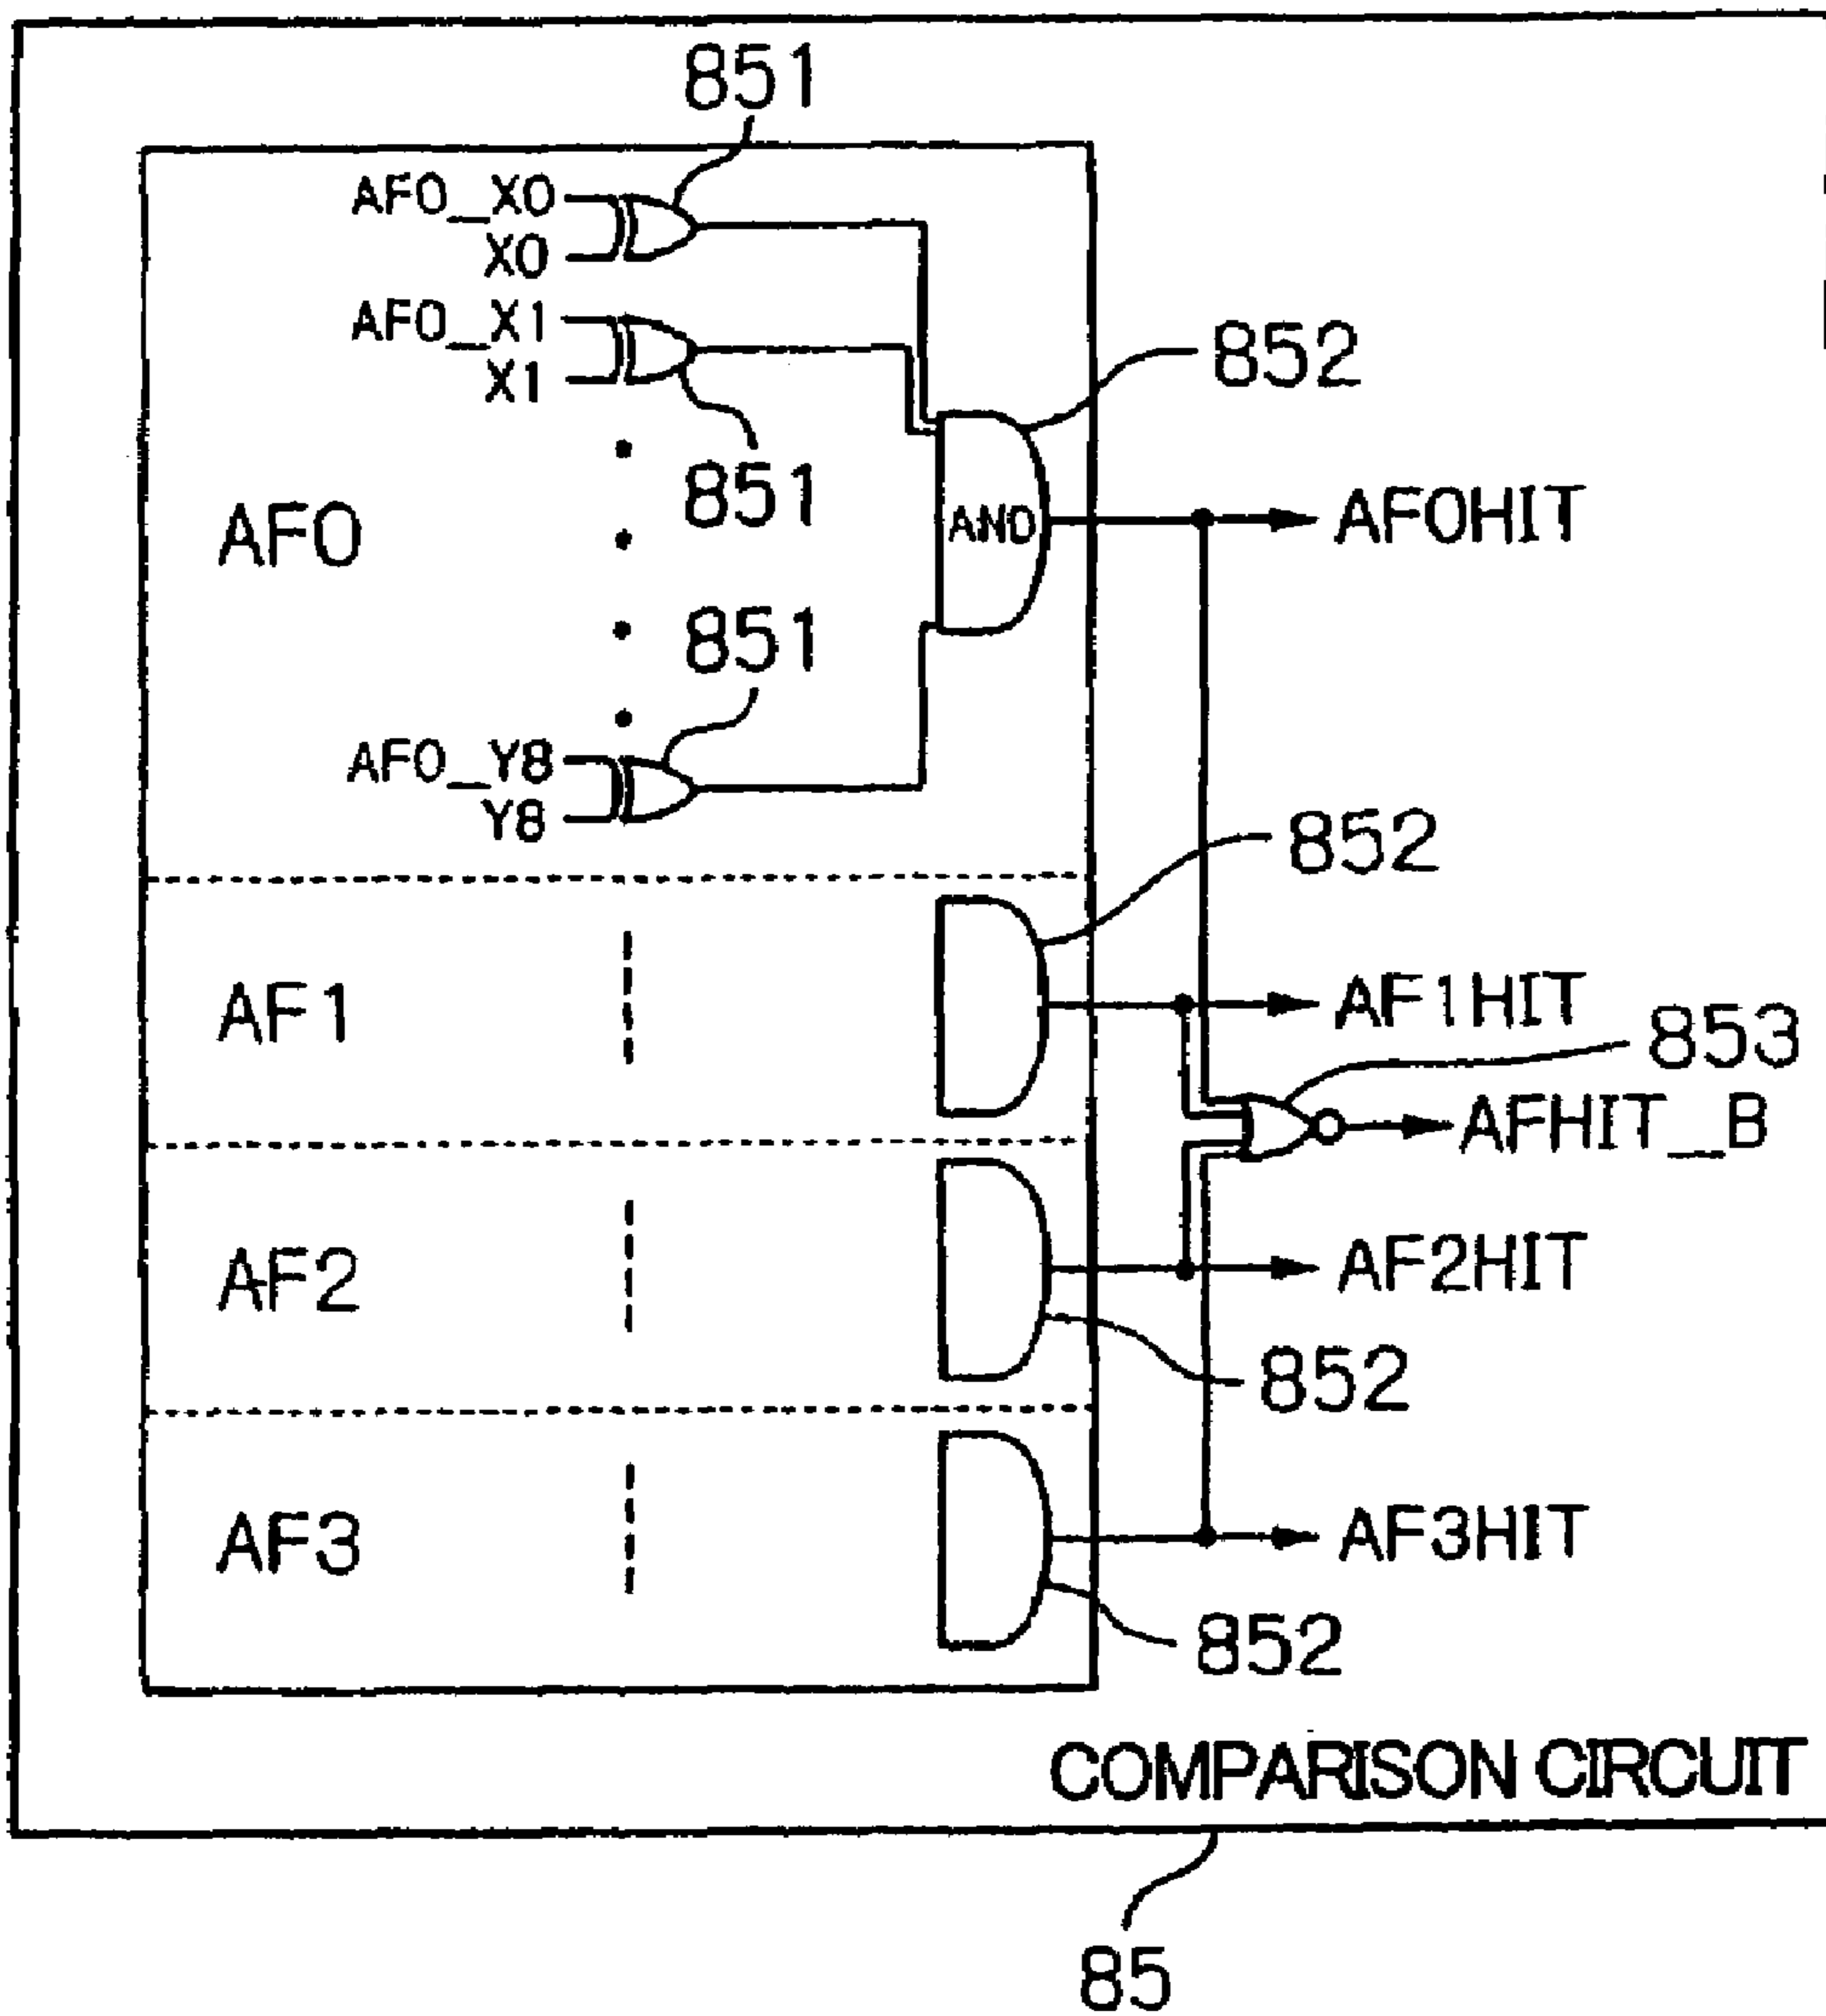 851
AF0_X0
X0
AF0_X1
X1
852
851
AF0
AND
AF0HIT
851
AF0_Y8
Y8
852
AF1
AF1HIT
853
AFHIT_B
AF2
AF2HIT
852
AF3
AF3HIT
852
COMPARISON CIRCUIT
85